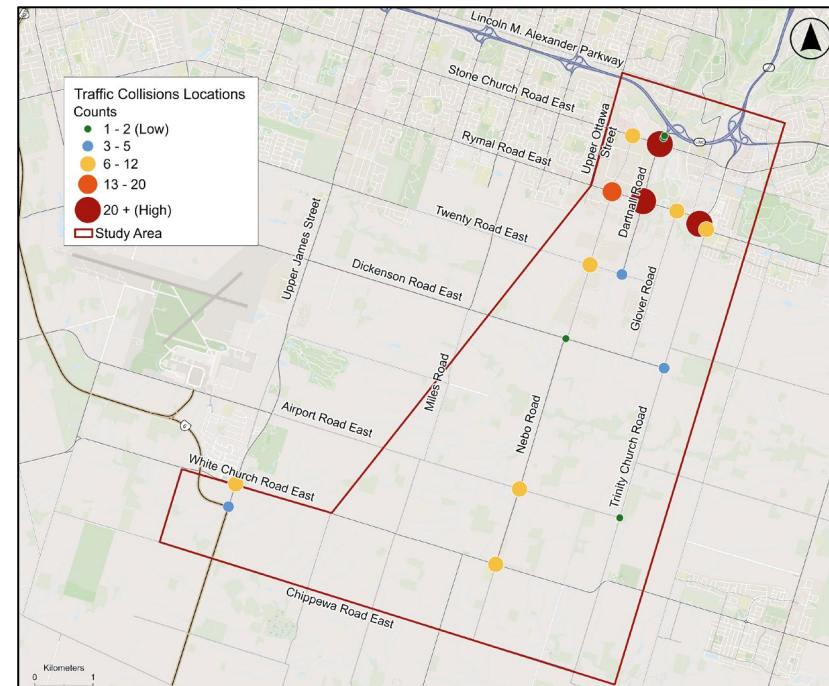 Lincoln M. Alexander Parkway
Stone Church Road East
Rymal Road East
Upper Ottawa
Street
Traffic Collisions Locations
Counts
1 - 2 (Low)
3 - 5
6 - 12
13 - 20
20 + (High)
Study Area
Dartnall Road
Twenty Road East
Upper James Street
Dickenson Road East
Glover Road
Miles Road
Airport Road East
Nebo Road
Trinity Church Road
6
White Church Road East
Chippewa Road East
Kilometers
0 1